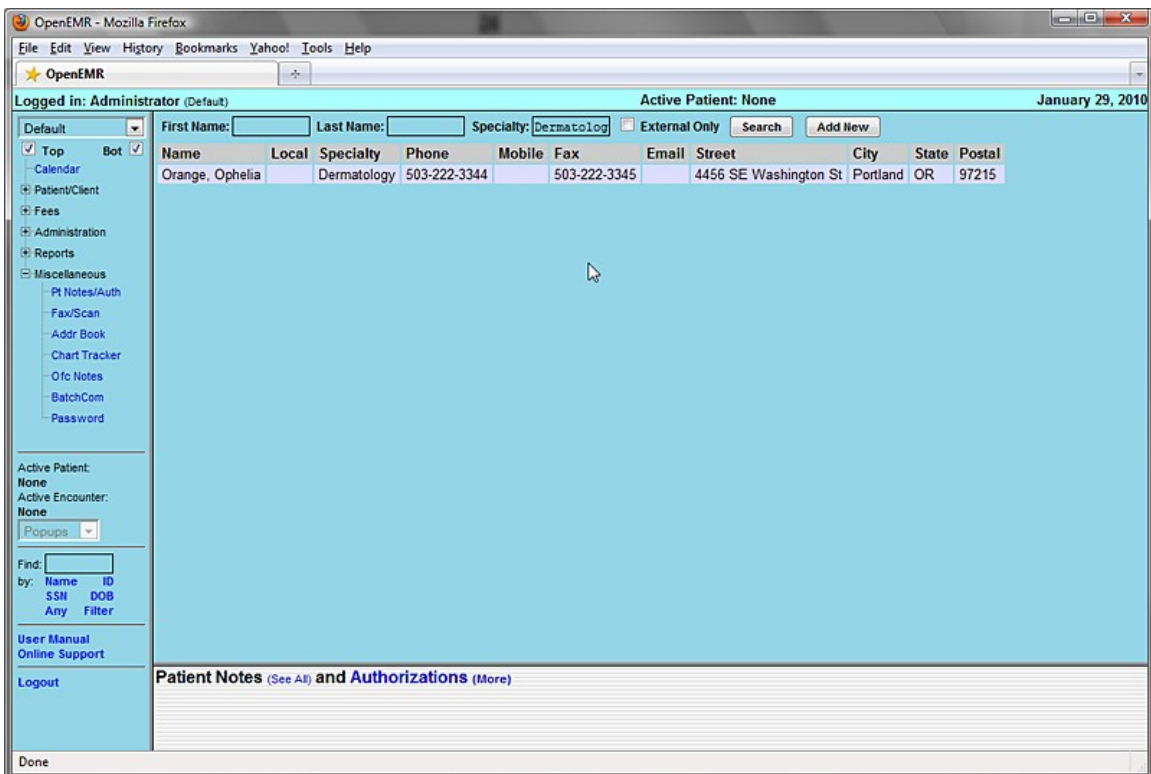 OpenEMR - Mozilla Firefox
File Edit View History Bookmarks Yahoo! Tools Help
OpenEMR
Logged in: Administrator (Default) Active Patient: None January 29, 2010
Default
Top Bot
Calendar
Patient/Client
Fees
Administration
Reports
Miscellaneous
Pt Notes/Auth
Fax/Scan
Addr Book
Chart Tracker
Ofc Notes
BatchCom
Password
Active Patient:
None
Active Encounter:
None
Popups
Find:
by: Name ID
SSN DOB
Any Filter
User Manual
Online Support
Logout
First Name: Last Name: Specialty: Dermatolog External Only Search Add New
Name Local Specialty Phone Mobile Fax Email Street City State Postal
Orange, Ophelia Dermatology 503-222-3344 503-222-3345 4456 SE Washington St Portland OR 97215
Patient Notes (See All) and Authorizations (More)
Done